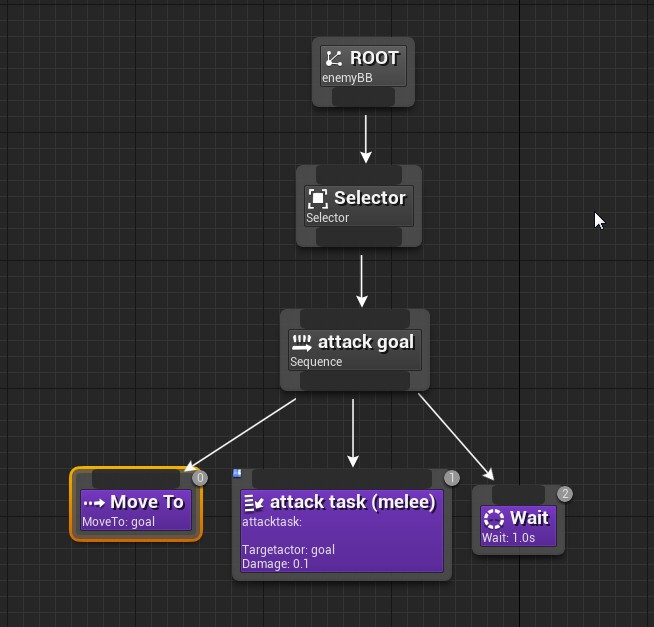 ROOT
enemyBB
Selector
Selector
attack goal
Sequence
0
Move To
MoveTo: goal
1
attack task (melee)
attacktask:
Targetactor: goal
Damage: 0.1
2
Wait
Wait: 1.0s